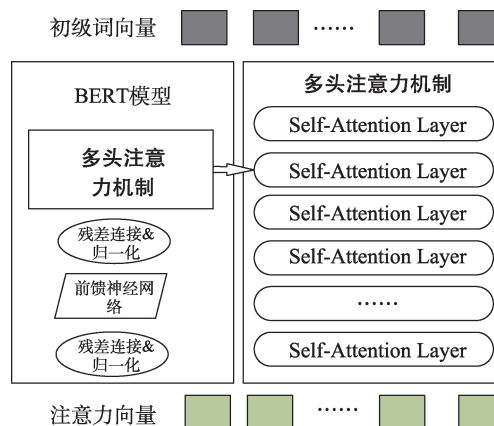 初级词向量
……
BERT模型
多头注意
力机制
残差连接&
归一化
前馈神经网
络
残差连接&
归一化
多头注意力机制
Self-Attention Layer
Self-Attention Layer
Self-Attention Layer
Self-Attention Layer
……
Self-Attention Layer
注意力向量
……